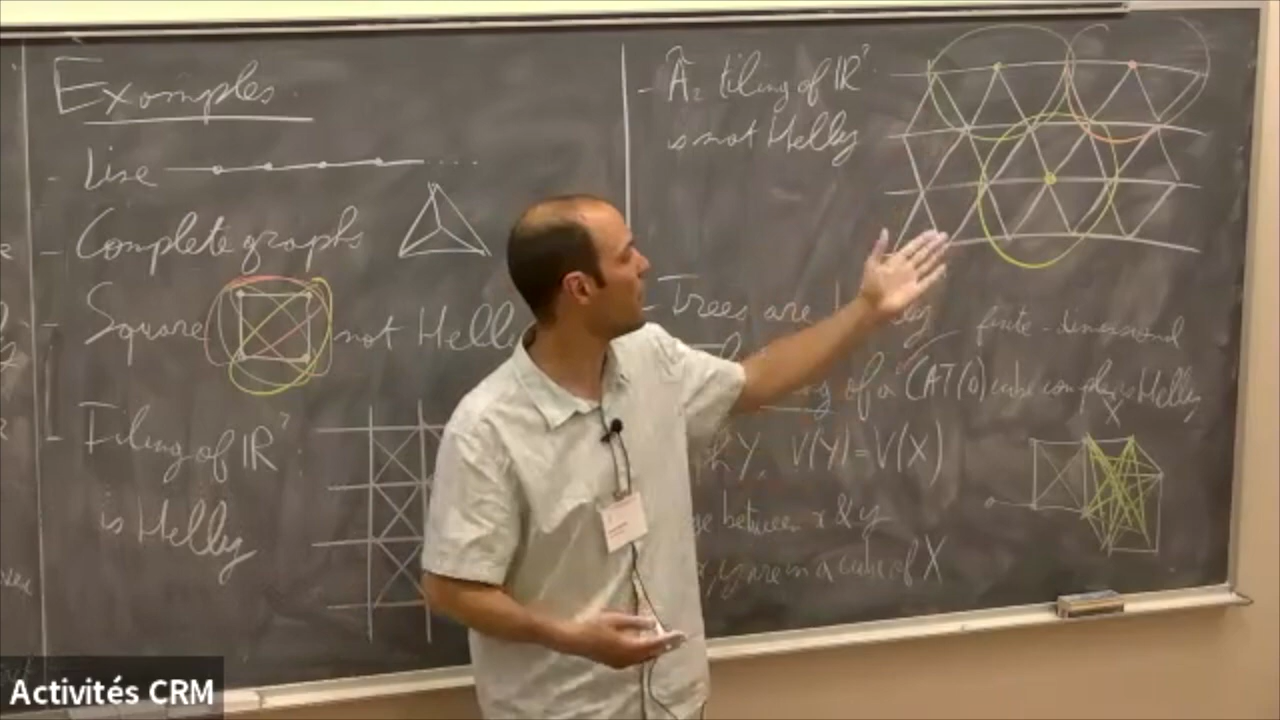 Examples
- Line
- Complete graphs
- Square not Helly
- Tiling of ℝ²
is Helly
- Ã₂ tiling of ℝ²
is not Helly
- Trees are
finite-dimensional
of a CAT(0) cube complex Helly
X
Y, V(Y)=V(X)
between x & y
x, y are in a cube of X
Activités CRM